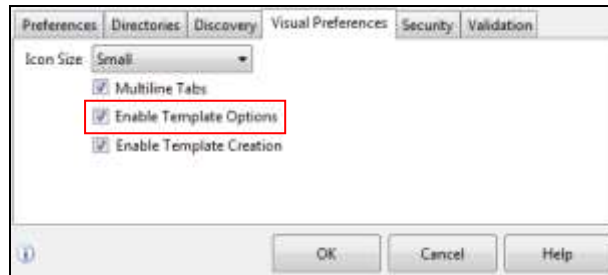 Preferences Directories Discovery Visual Preferences Security Validation
Icon Size Small
Multiline Tabs
Enable Template Options
Enable Template Creation
OK Cancel Help